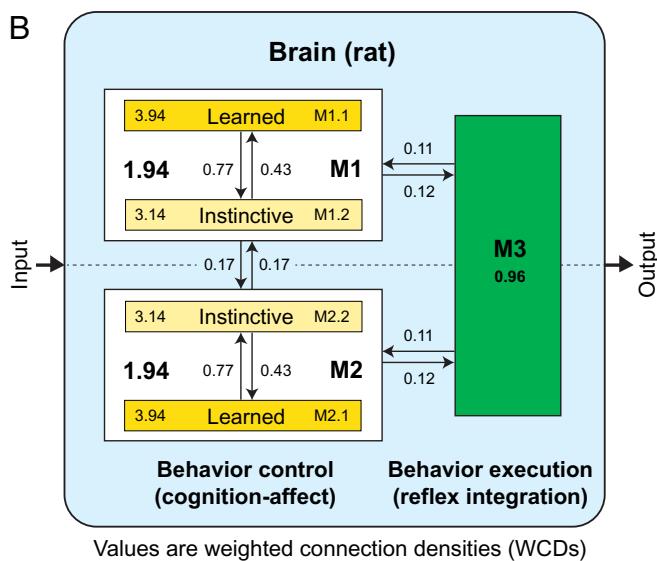 B
Brain (rat)
3.94 Learned M1.1
1.94 0.77 0.43 M1
3.14 Instinctive M1.2
0.11
0.12
M3
0.96
Input
Output
0.17 0.17
3.14 Instinctive M2.2
1.94 0.77 0.43 M2
3.94 Learned M2.1
0.11
0.12
Behavior control
(cognition-affect)
Behavior execution
(reflex integration)
Values are weighted connection densities (WCDs)